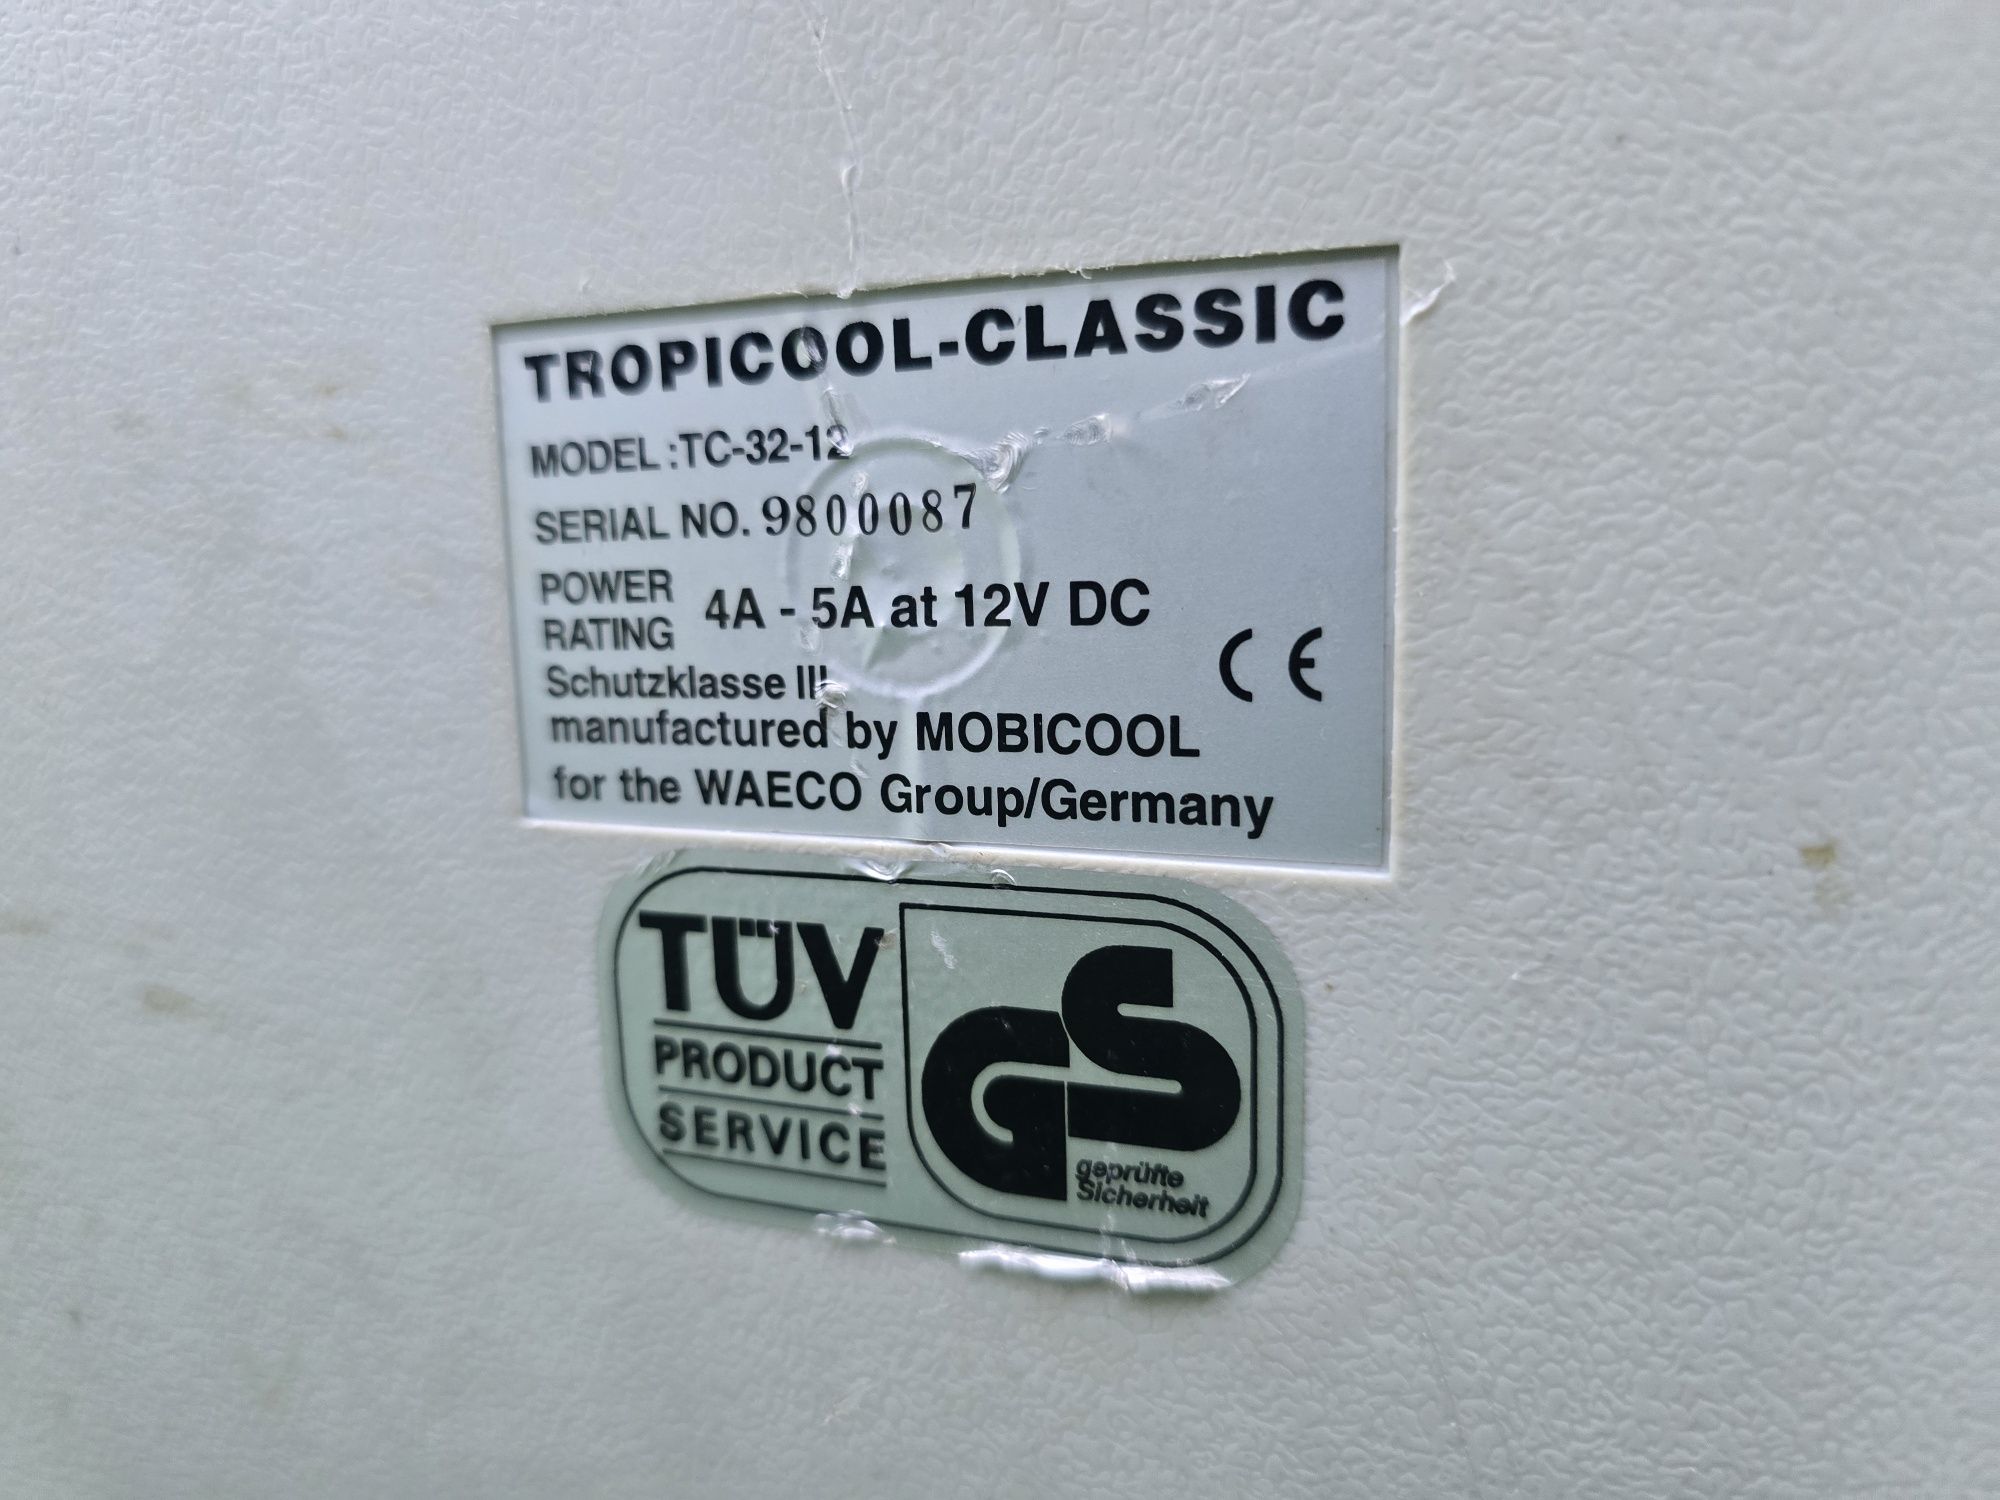 TROPICOOL-CLASSIC
MODEL :TC-32-12
SERIAL NO. 9800087
POWER RATING 4A - 5A at 12V DC
Schutzklasse III
CE
manufactured by MOBICOOL
for the WAECO Group/Germany
TÜV
PRODUCT
SERVICE
GS
geprüfte
Sicherheit